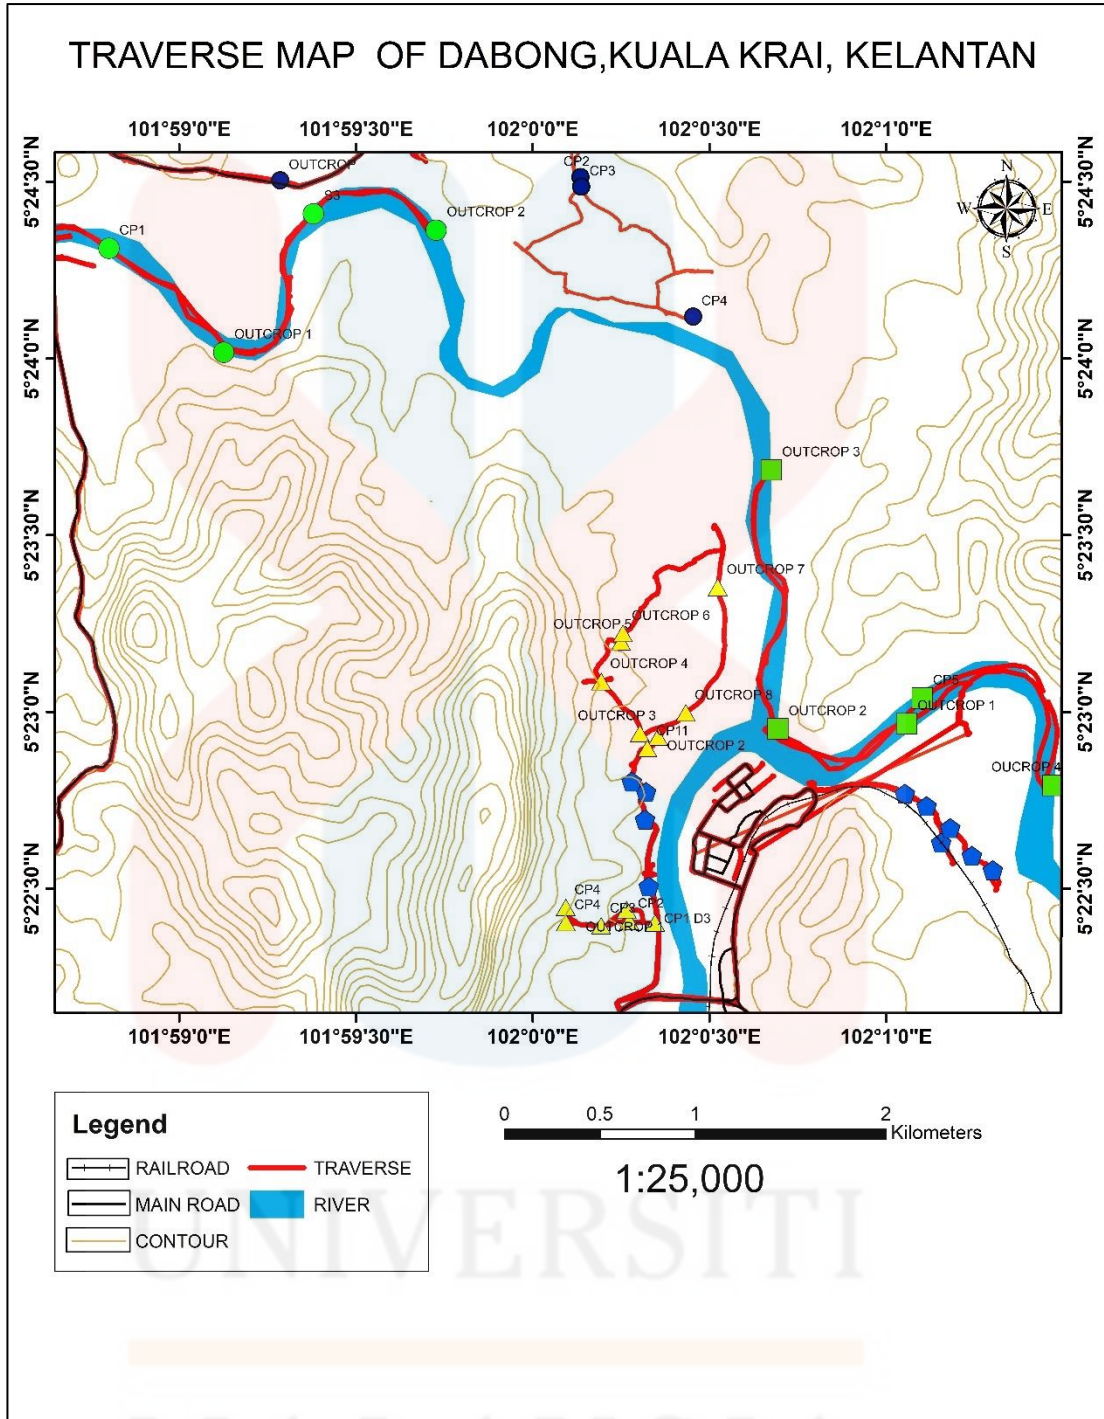 TRAVERSE MAP OF DABONG,KUALA KRAI, KELANTAN
101°59'0"E 101°59'30"E 102°0'0"E 102°0'30"E 102°1'0"E
5°24'30"N
5°24'0"N
5°23'30"N
5°23'0"N
5°22'30"N
5°24'30"N
5°24'0"N
5°23'30"N
5°23'0"N
5°22'30"N
N
W E
S
OUTCROP
CP2
CP3
S3
OUTCROP 2
CP1
CP4
OUTCROP 1
OUTCROP 3
OUTCROP 7
OUTCROP 6
OUTCROP 5
OUTCROP 4
CP5
OUTCROP 8
OUTCROP 1
OUTCROP 3
OUTCROP 2
CP11
OUTCROP 2
OUCROP 4
CP4
CP4
CP3
CP2
CP1 D3
OUTCROP
101°59'0"E 101°59'30"E 102°0'0"E 102°0'30"E 102°1'0"E
Legend
RAILROAD
TRAVERSE
MAIN ROAD
RIVER
CONTOUR
0 0.5 1 2
Kilometers
1:25,000
UNIVERSITI